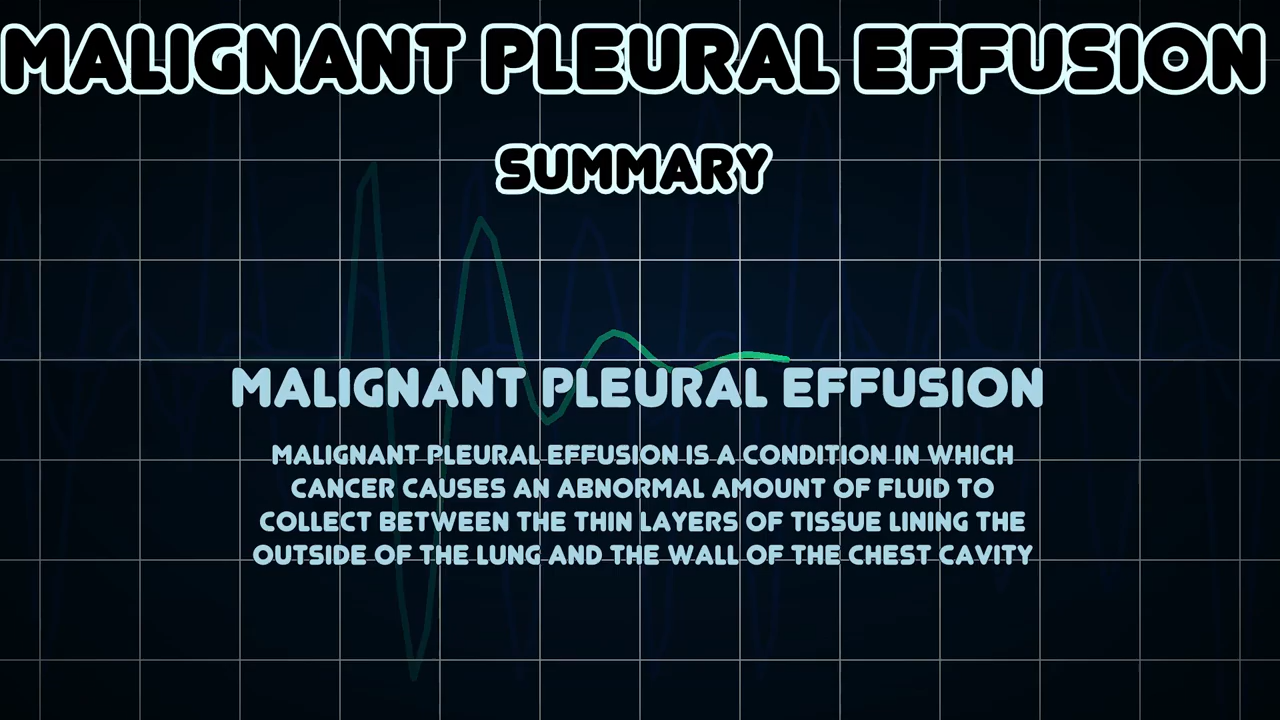 MALIGNANT PLEURAL EFFUSION
SUMMARY
MALIGNANT PLEURAL EFFUSION
MALIGNANT PLEURAL EFFUSION IS A CONDITION IN WHICH
CANCER CAUSES AN ABNORMAL AMOUNT OF FLUID TO
COLLECT BETWEEN THE THIN LAYERS OF TISSUE LINING THE
OUTSIDE OF THE LUNG AND THE WALL OF THE CHEST CAVITY